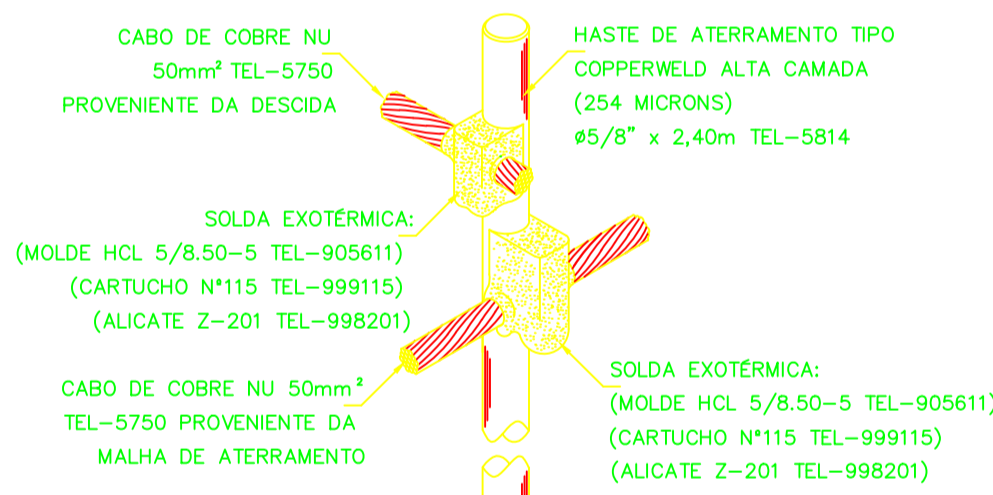 CABO DE COBRE NU
50mm² TEL-5750
PROVENIENTE DA DESCIDA
HASTE DE ATERRAMENTO TIPO
COPPERWELD ALTA CAMADA
(254 MICRONS)
ø5/8" x 2,40m TEL-5814
SOLDA EXOTÉRMICA:
(MOLDE HCL 5/8.50-5 TEL-905611)
(CARTUCHO N°115 TEL-999115)
(ALICATE Z-201 TEL-998201)
CABO DE COBRE NU 50mm²
TEL-5750 PROVENIENTE DA
MALHA DE ATERRAMENTO
SOLDA EXOTÉRMICA:
(MOLDE HCL 5/8.50-5 TEL-905611)
(CARTUCHO N°115 TEL-999115)
(ALICATE Z-201 TEL-998201)